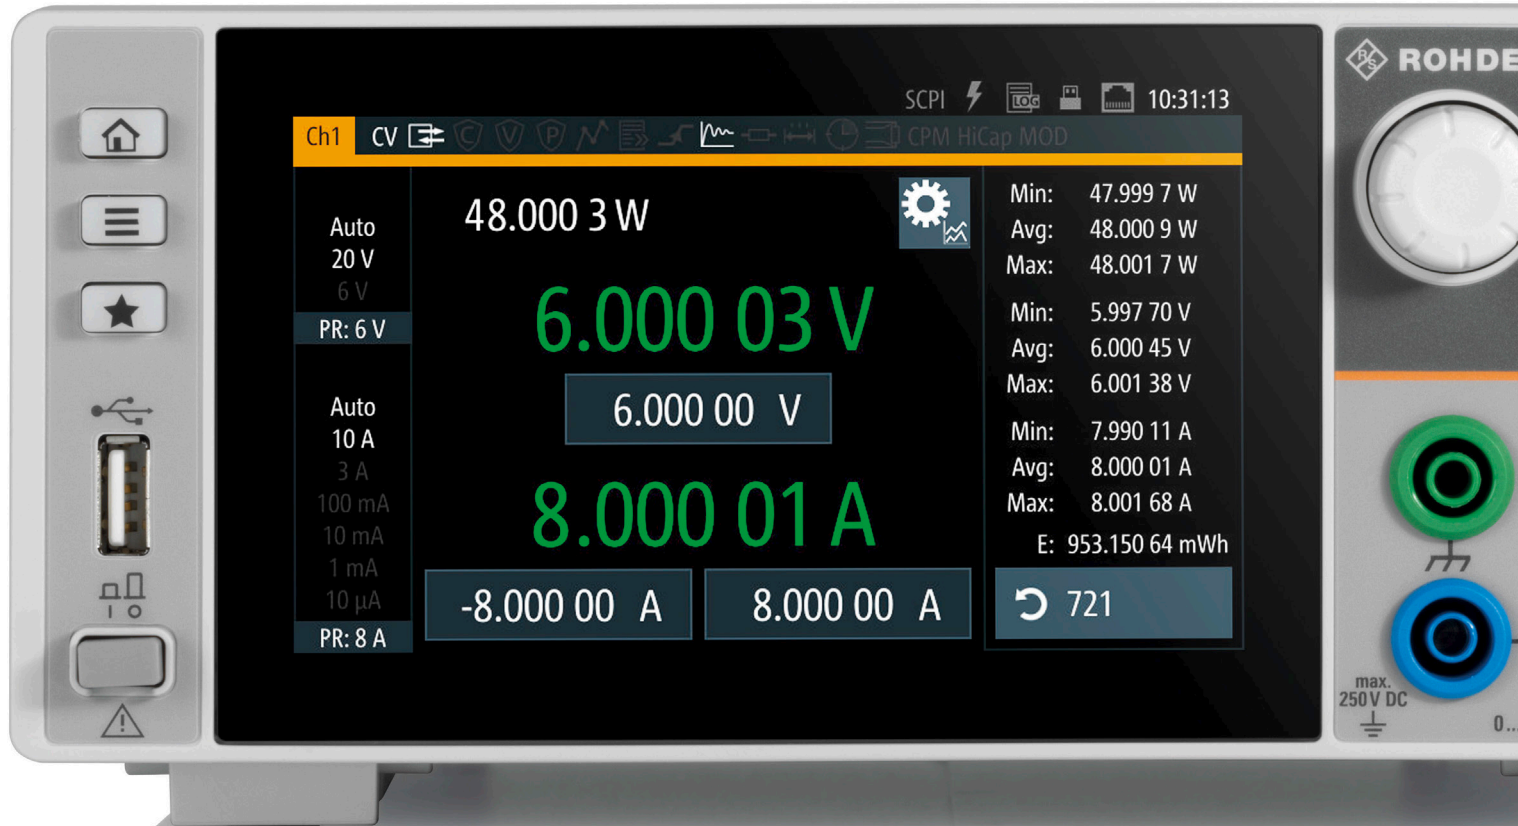 SCPI LOG 10:31:13
R&S ROHDE
Ch1 CV C V P CPM HiCap MOD
Auto
20 V
6 V
PR: 6 V
Auto
10 A
3 A
100 mA
10 mA
1 mA
10 µA
PR: 8 A
48.000 3 W
6.000 03 V
6.000 00 V
8.000 01 A
-8.000 00 A 8.000 00 A
Min: 47.999 7 W
Avg: 48.000 9 W
Max: 48.001 7 W
Min: 5.997 70 V
Avg: 6.000 45 V
Max: 6.001 38 V
Min: 7.990 11 A
Avg: 8.000 01 A
Max: 8.001 68 A
E: 953.150 64 mWh
721
max.
250 V DC
0...